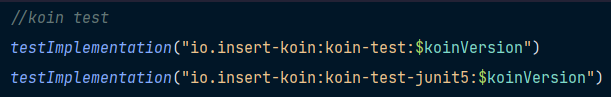 //koin test
testImplementation("io.insert-koin:koin-test:$koinVersion")
testImplementation("io.insert-koin:koin-test-junit5:$koinVersion")